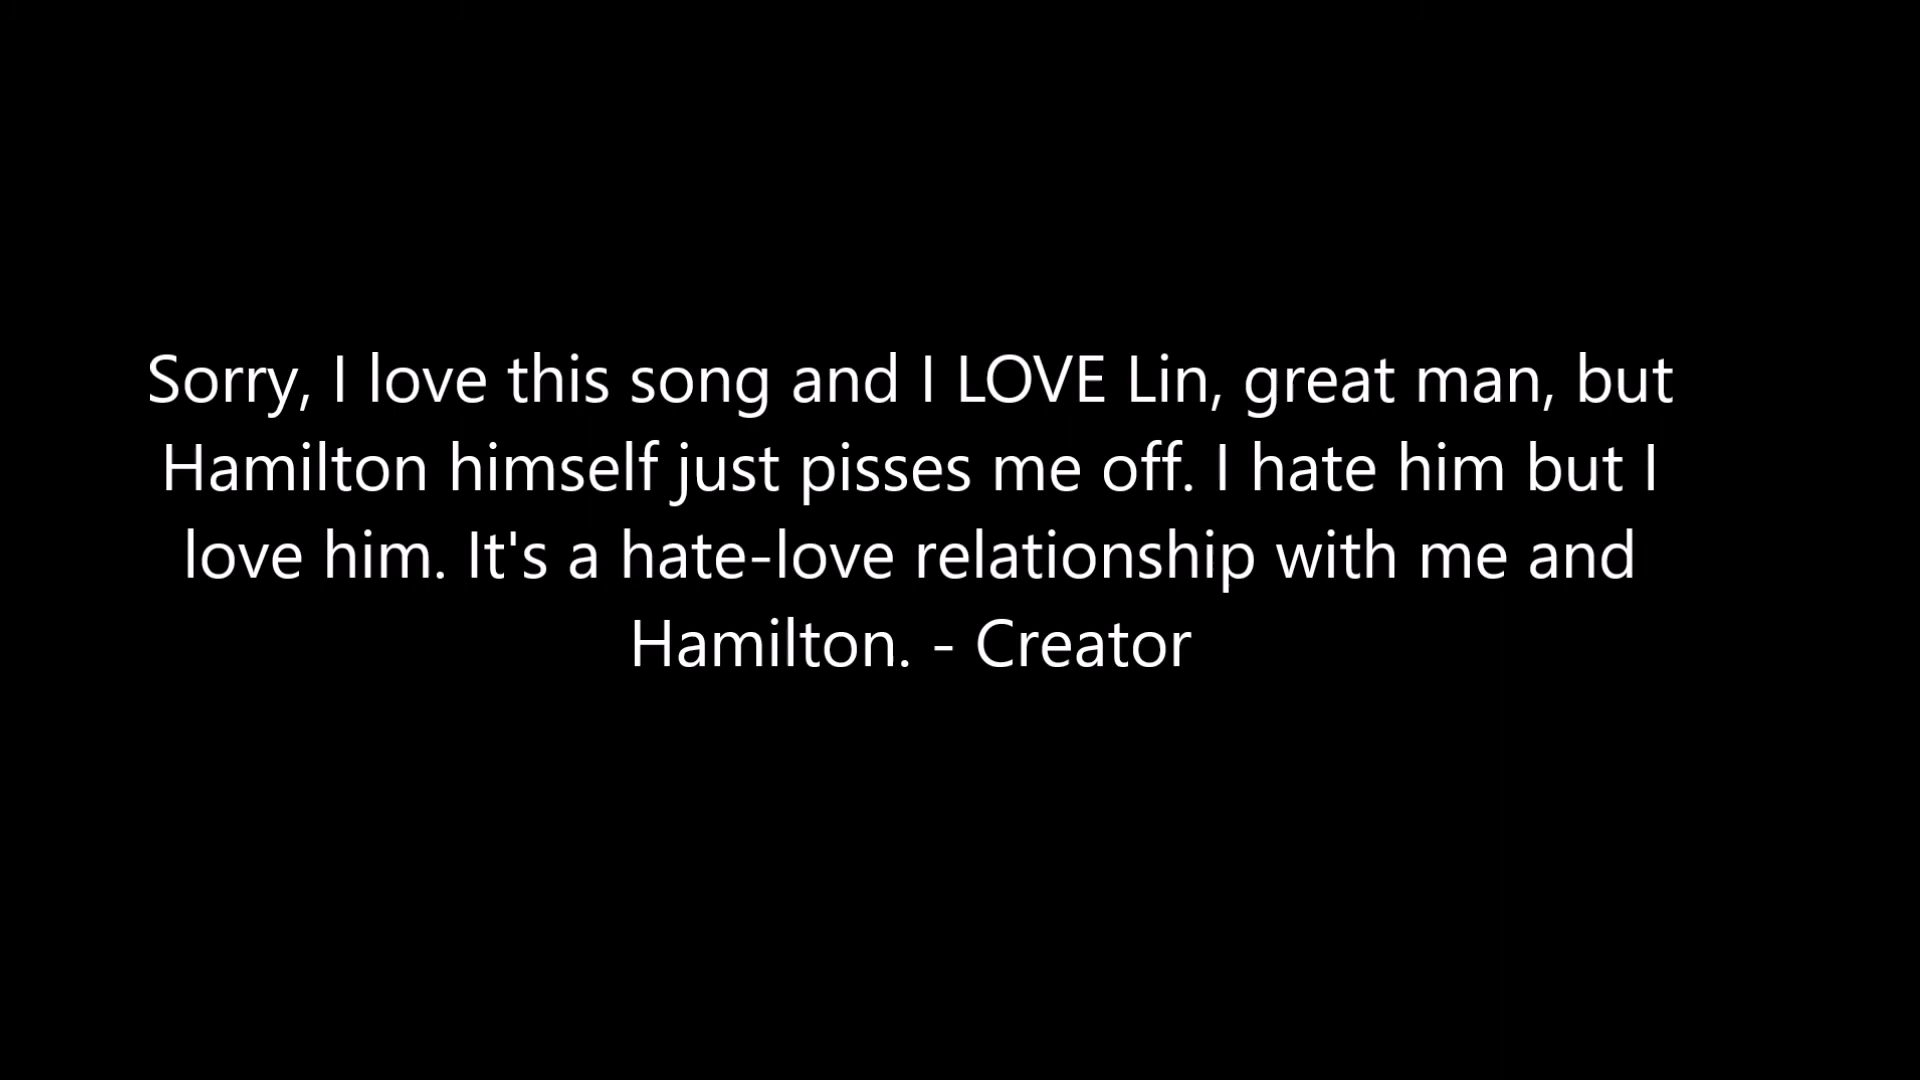 Sorry, I love this song and I LOVE Lin, great man, but
Hamilton himself just pisses me off. I hate him but I
love him. It's a hate-love relationship with me and
Hamilton. - Creator